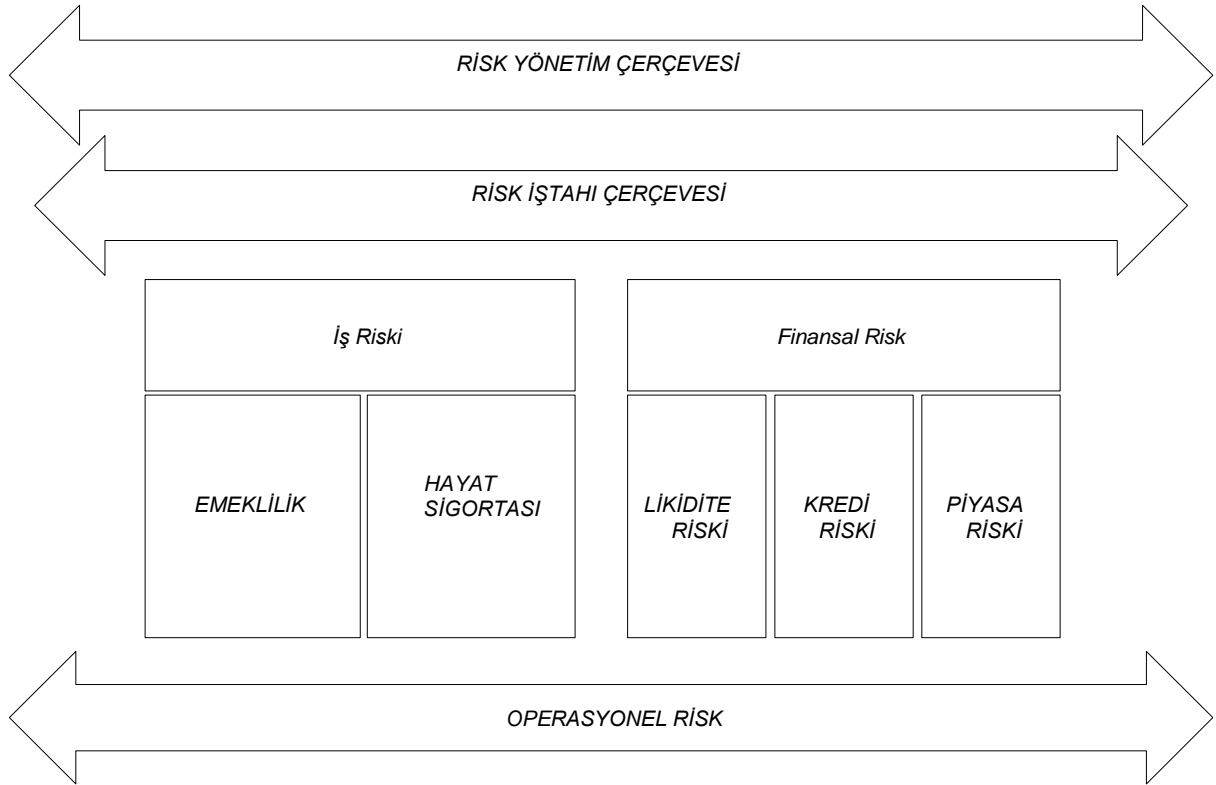 RİSK YÖNETİM ÇERÇEVESİ
RİSK İŞTAHI ÇERÇEVESİ
İş Riski
Finansal Risk
EMEKLİLİK
HAYAT
SİGORTASI
LİKİDİTE
RİSKİ
KREDİ
RİSKİ
PİYASA
RİSKİ
OPERASYONEL RİSK